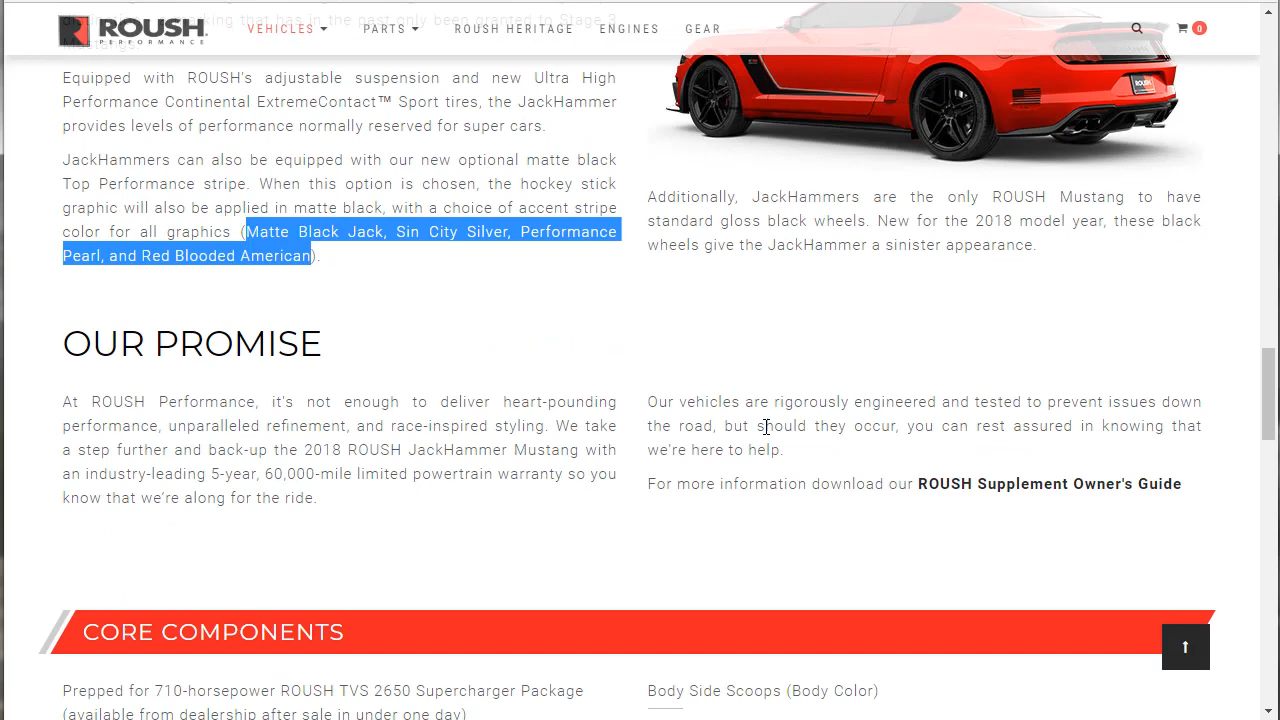 ROUSH
PERFORMANCE
VEHICLES
PARTS
ROUSH HERITAGE
ENGINES
GEAR
0
Equipped with ROUSH's adjustable suspension and new Ultra High
Performance Continental ExtremeContact™ Sport tires, the JackHammer
provides levels of performance normally reserved for super cars.
JackHammers can also be equipped with our new optional matte black
Top Performance stripe. When this option is chosen, the hockey stick
graphic will also be applied in matte black, with a choice of accent stripe
color for all graphics (Matte Black Jack, Sin City Silver, Performance
Pearl, and Red Blooded American).
Additionally, JackHammers are the only ROUSH Mustang to have
standard gloss black wheels. New for the 2018 model year, these black
wheels give the JackHammer a sinister appearance.
OUR PROMISE
At ROUSH Performance, it's not enough to deliver heart-pounding
performance, unparalleled refinement, and race-inspired styling. We take
a step further and back-up the 2018 ROUSH JackHammer Mustang with
an industry-leading 5-year, 60,000-mile limited powertrain warranty so you
know that we're along for the ride.
Our vehicles are rigorously engineered and tested to prevent issues down
the road, but should they occur, you can rest assured in knowing that
we're here to help.
For more information download our ROUSH Supplement Owner's Guide
CORE COMPONENTS
Prepped for 710-horsepower ROUSH TVS 2650 Supercharger Package
(available from dealership after sale in under one day)
Body Side Scoops (Body Color)